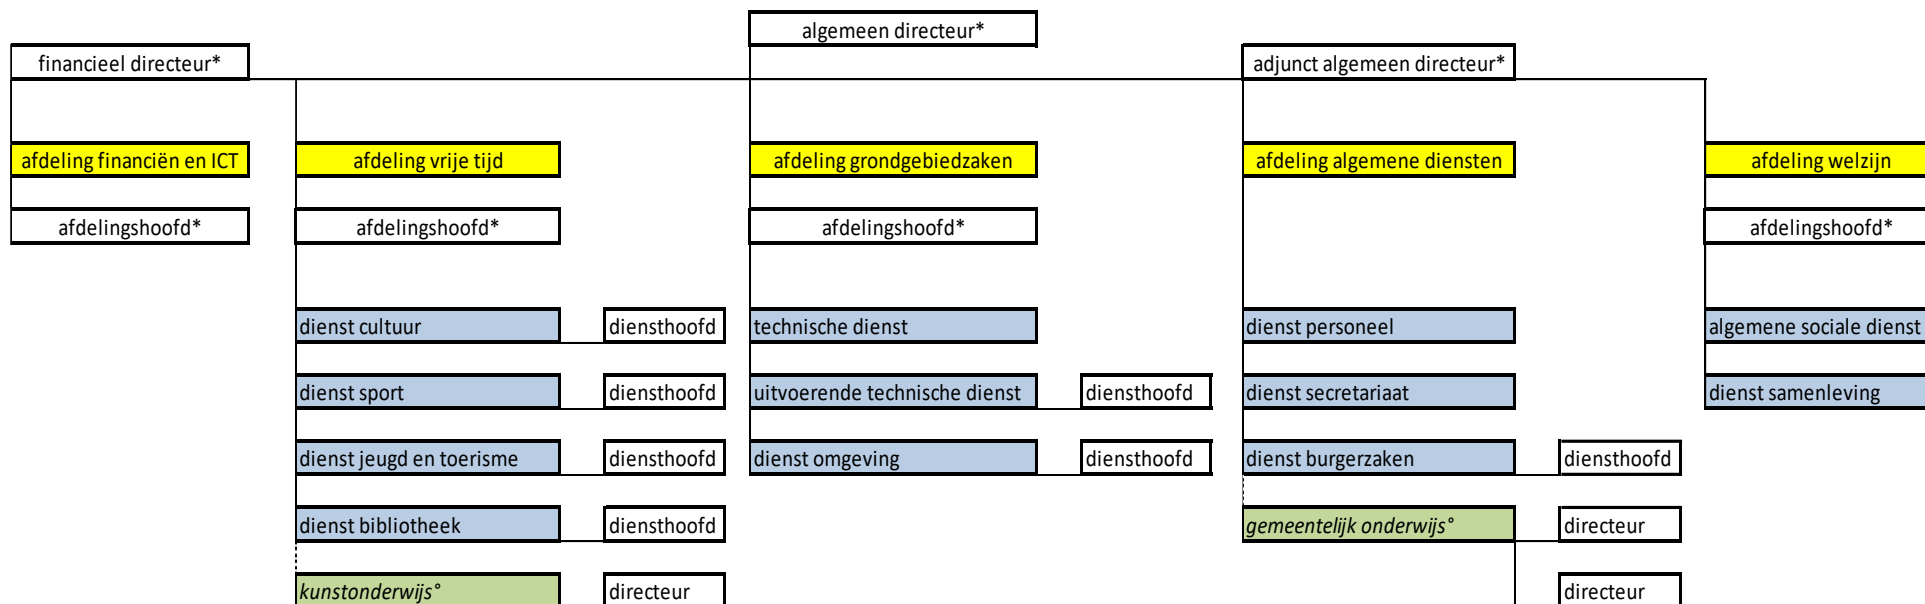 algemeen directeur*
financieel directeur*
adjunct algemeen directeur*
afdeling financiën en ICT
afdeling vrije tijd
afdeling grondgebiedzaken
afdeling algemene diensten
afdeling welzijn
afdelingshoofd*
afdelingshoofd*
afdelingshoofd*
afdelingshoofd*
dienst cultuur
diensthoofd
technische dienst
dienst personeel
algemene sociale dienst
dienst sport
diensthoofd
uitvoerende technische dienst
diensthoofd
dienst secretariaat
dienst samenleving
dienst jeugd en toerisme
diensthoofd
dienst omgeving
diensthoofd
dienst burgerzaken
diensthoofd
dienst bibliotheek
diensthoofd
gemeentelijk onderwijs°
directeur
kunstonderwijs°
directeur
directeur